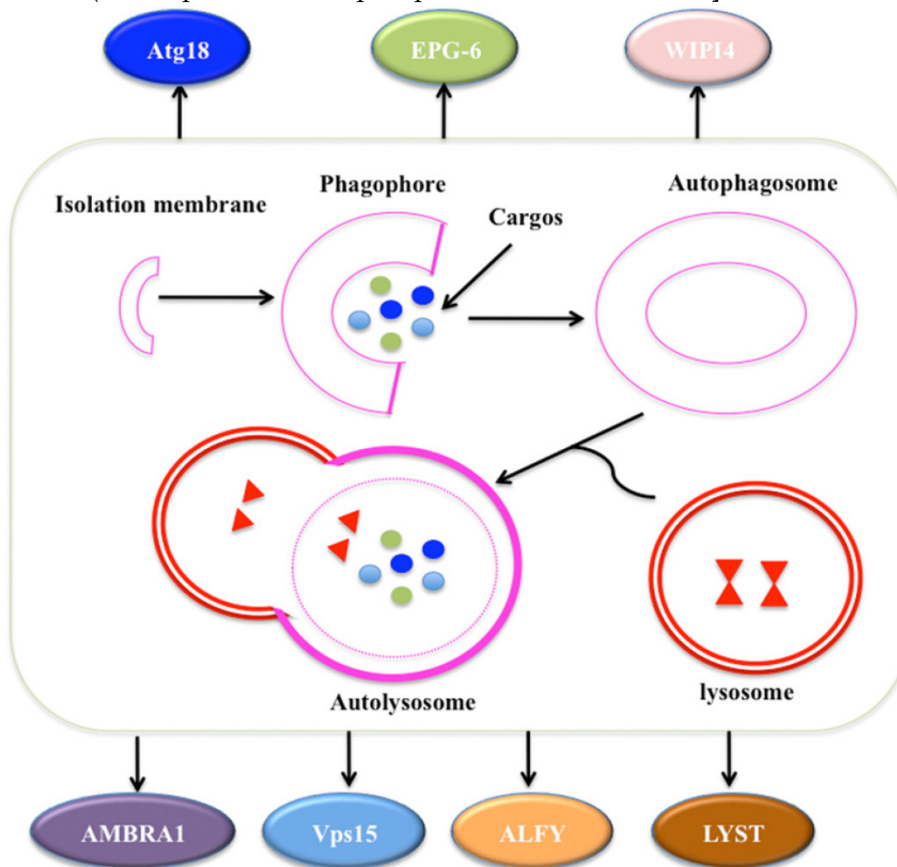 Atg18
EPG-6
WIPI4
Phagophore
Autophagosome
Isolation membrane
Cargos
Autolysosome
lysosome
AMBRA1
Vps15
ALFY
LYST